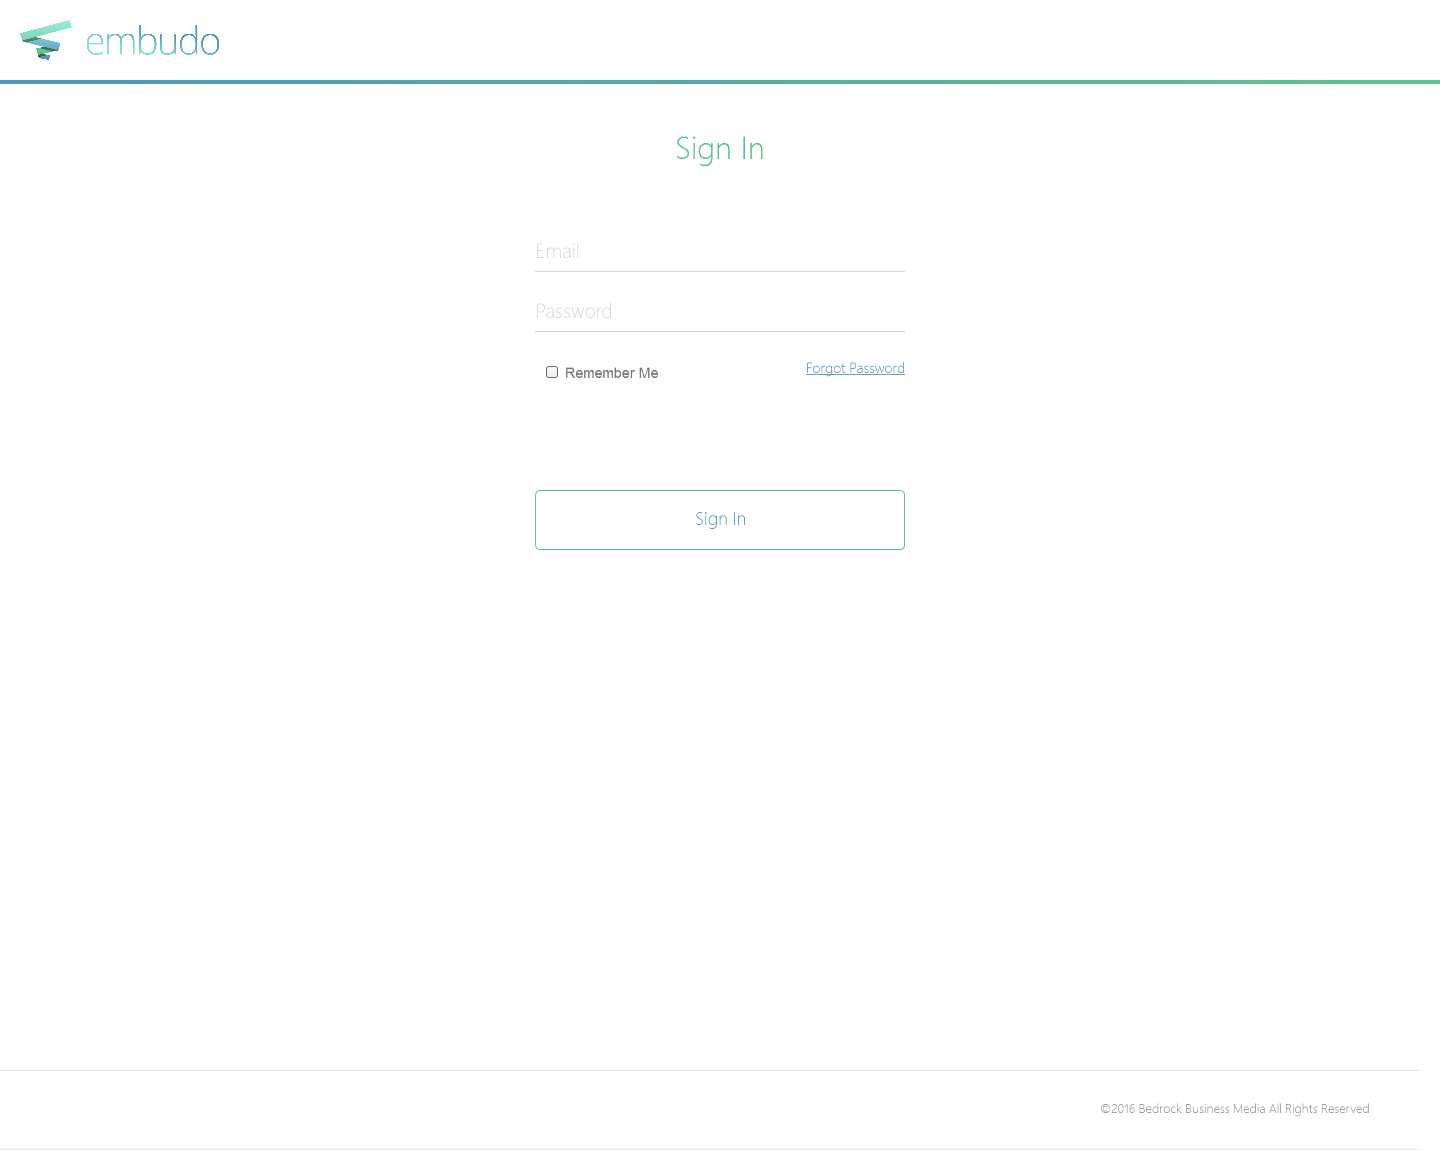 embudo
Sign In
Email
Password
Remember Me
Forgot Password
Sign In
©2016 Bedrock Business Media All Rights Reserved